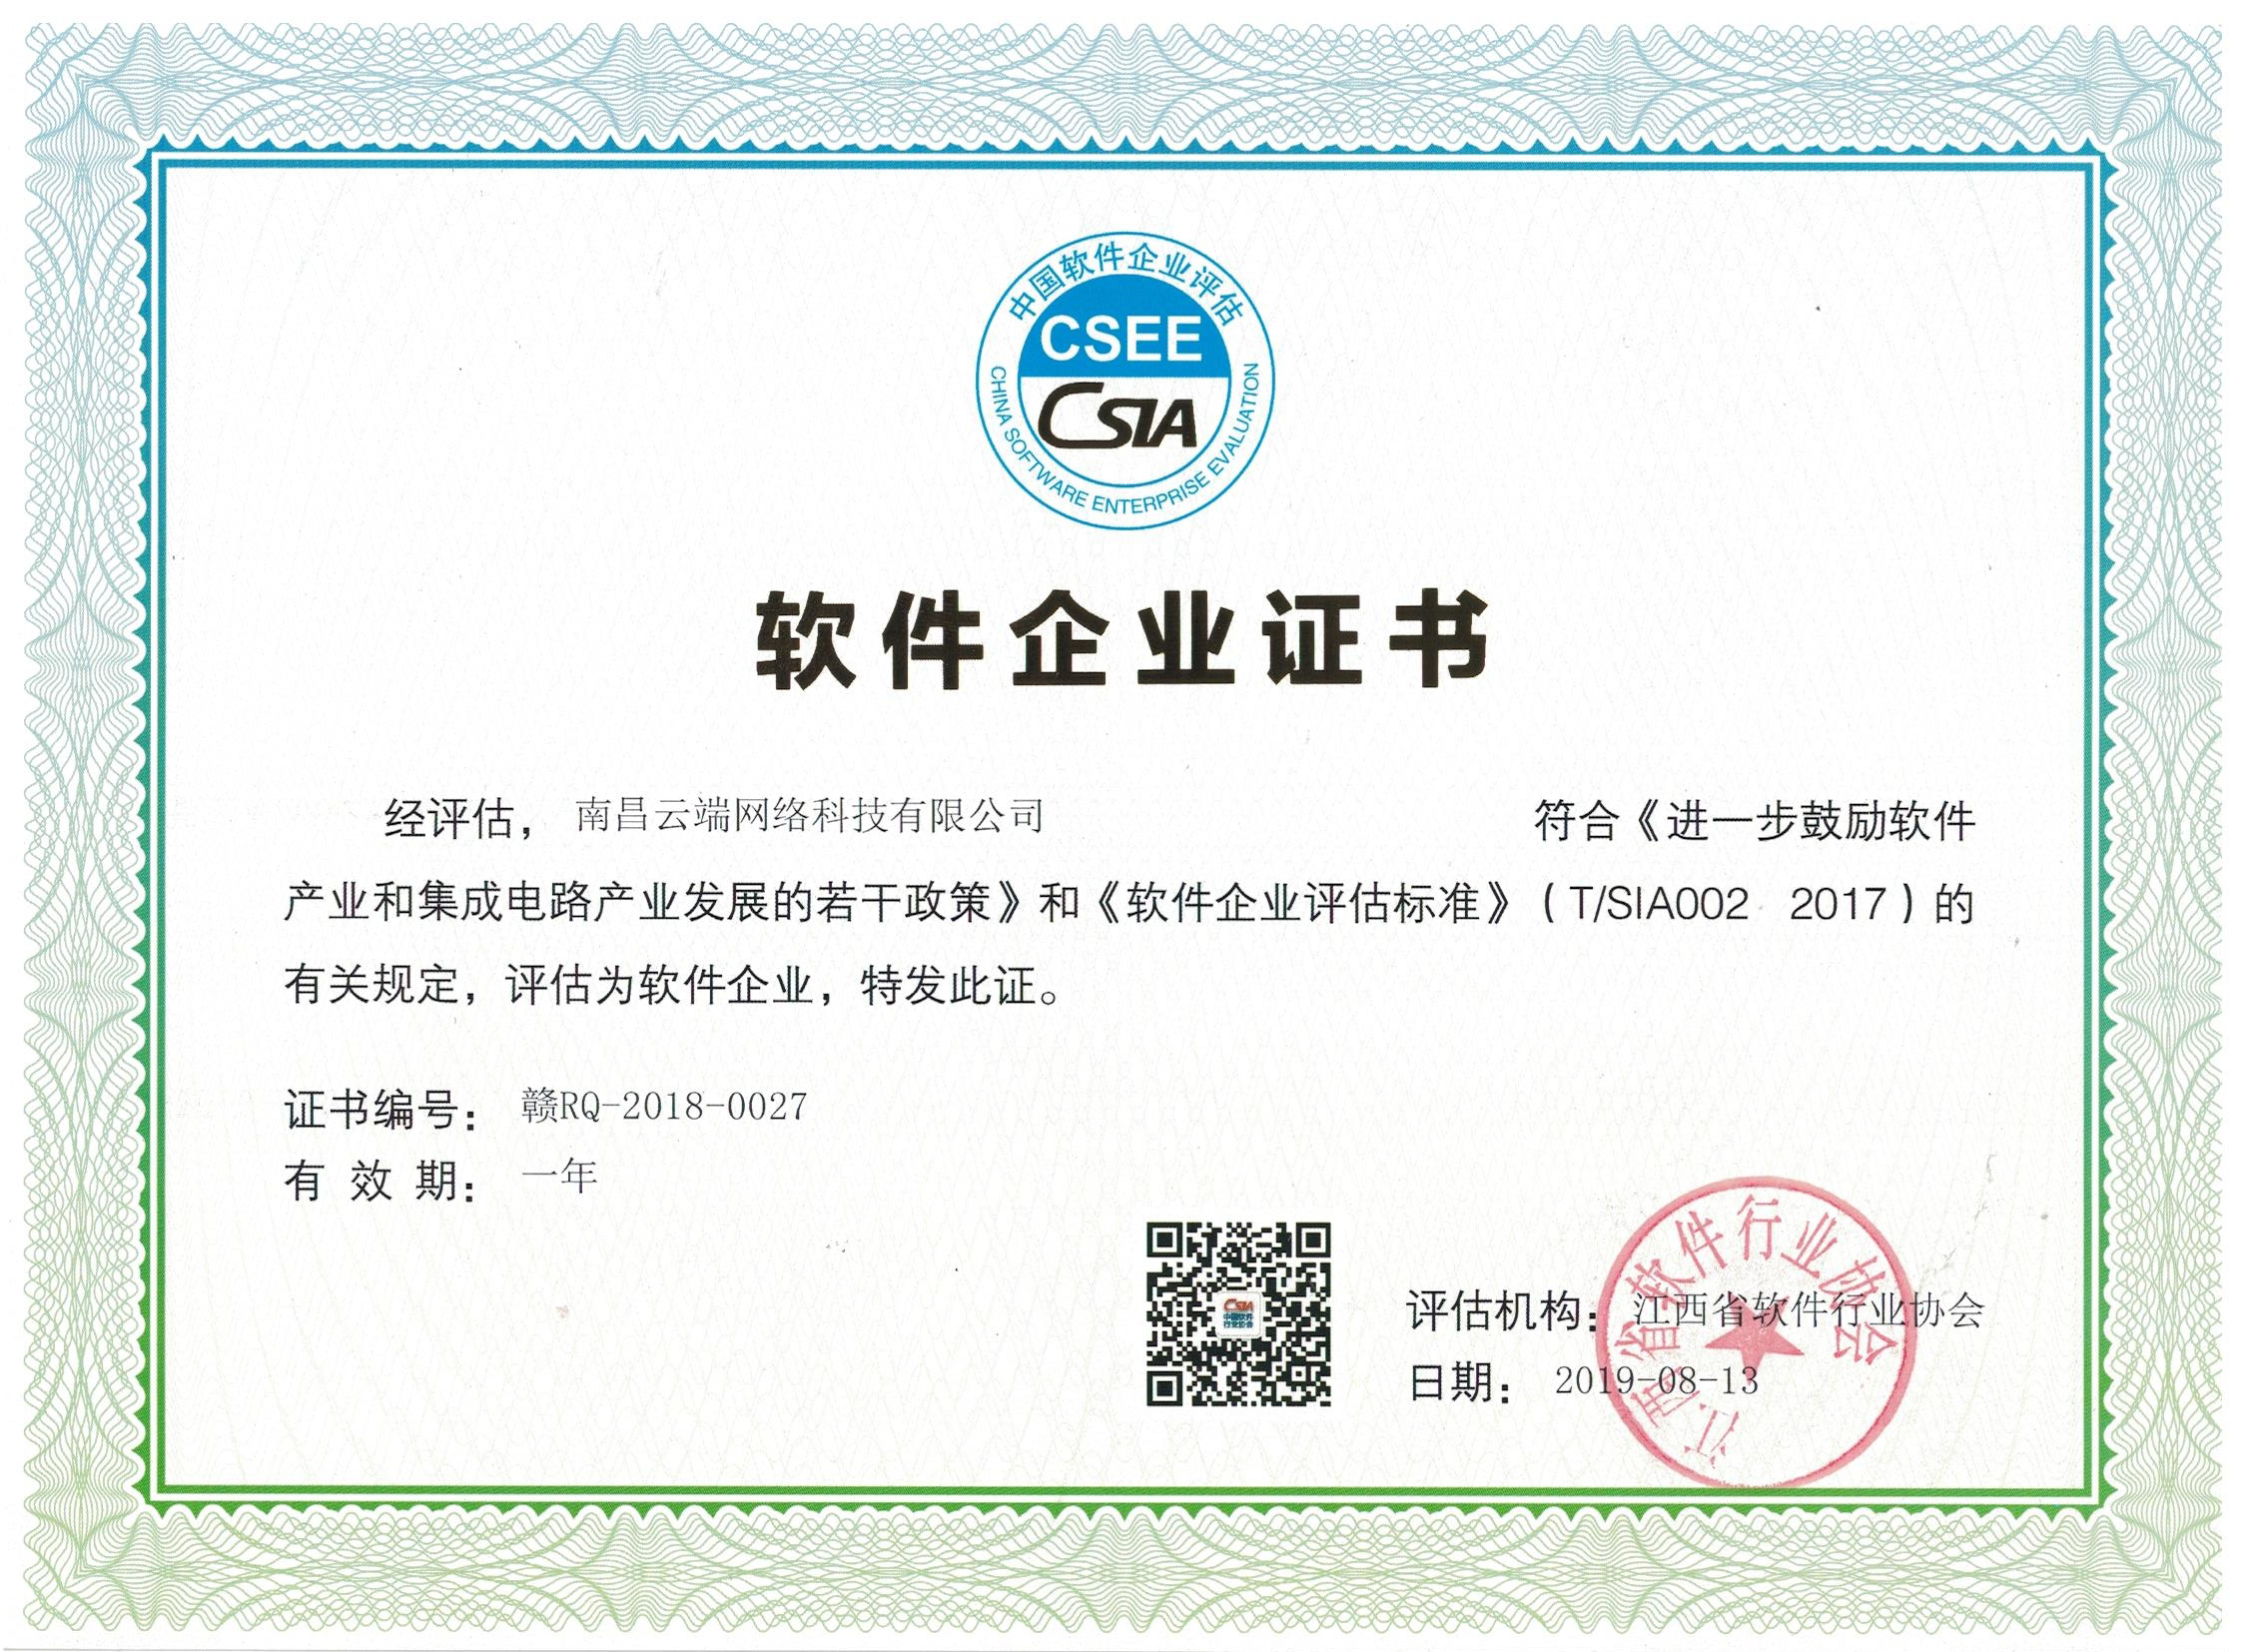 中国软件企业评估
CSEE
CSIA
CHINA SOFTWARE ENTERPRISE EVALUATION
软件企业证书
经评估， 南昌云端网络科技有限公司 符合《进一步鼓励软件
产业和集成电路产业发展的若干政策》和《软件企业评估标准》（T/SIA002 2017）的
有关规定，评估为软件企业，特发此证。
证书编号： 赣RQ-2018-0027
有 效 期： 一年
CSIA
中国软件
行业协会
评估机构： 江西省软件行业协会
日期： 2019-08-13
江西省软件行业协会